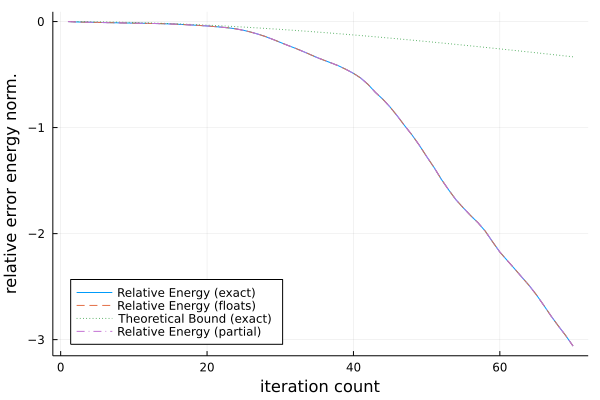 relative error energy norm.
0
−1
−2
−3
Relative Energy (exact)
Relative Energy (floats)
Theoretical Bound (exact)
Relative Energy (partial)
0
20
40
60
iteration count